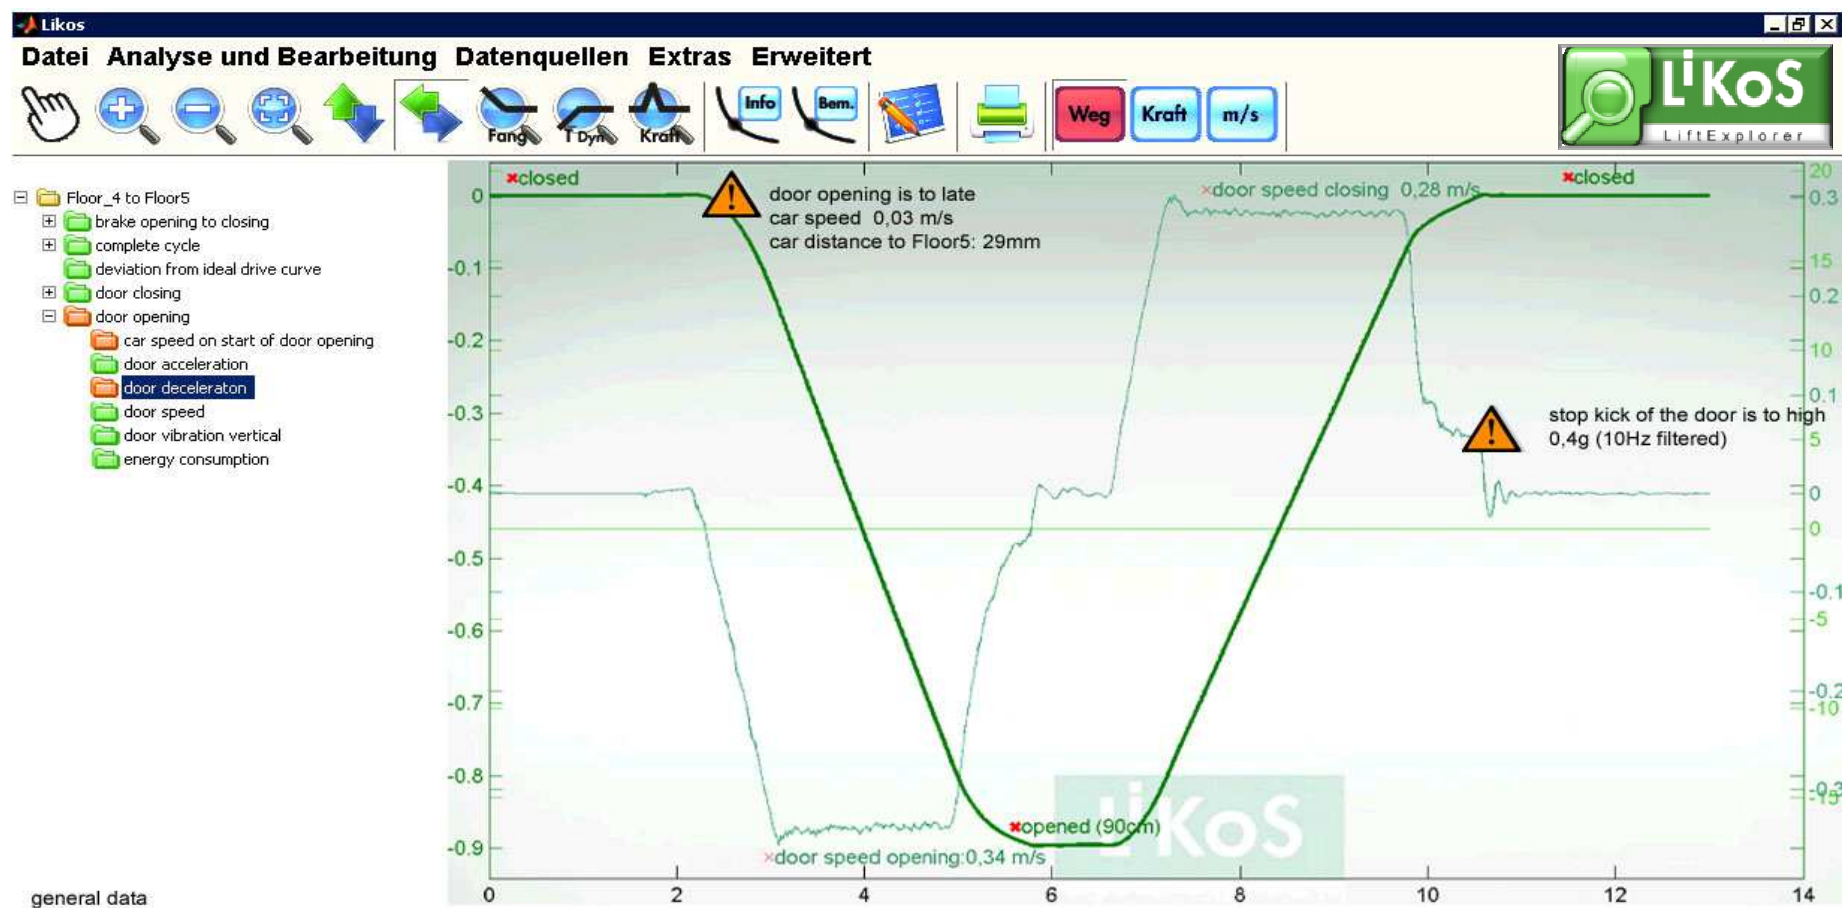 Likos
Datei Analyse und Bearbeitung Datenquellen Extras Erweitert
Fang T Dyn Kraft Info Bem. Weg Kraft m/s
LiKoS
LiftExplorer
Floor_4 to Floor5
brake opening to closing
complete cycle
deviation from ideal drive curve
door closing
door opening
car speed on start of door opening
door acceleration
door deceleraton
door speed
door vibration vertical
energy consumption
general data
closed
door opening is to late
car speed 0,03 m/s
car distance to Floor5: 29mm
door speed closing 0,28 m/s
closed
stop kick of the door is to high
0,4g (10Hz filtered)
opened (90cm)
door speed opening:0,34 m/s
LiKoS
0
-0.1
-0.2
-0.3
-0.4
-0.5
-0.6
-0.7
-0.8
-0.9
0 2 4 6 8 10 12 14
20
0.3
15
0.2
10
0.1
5
0
0
-0.1
-5
-0.2
-10
-0.3
-15